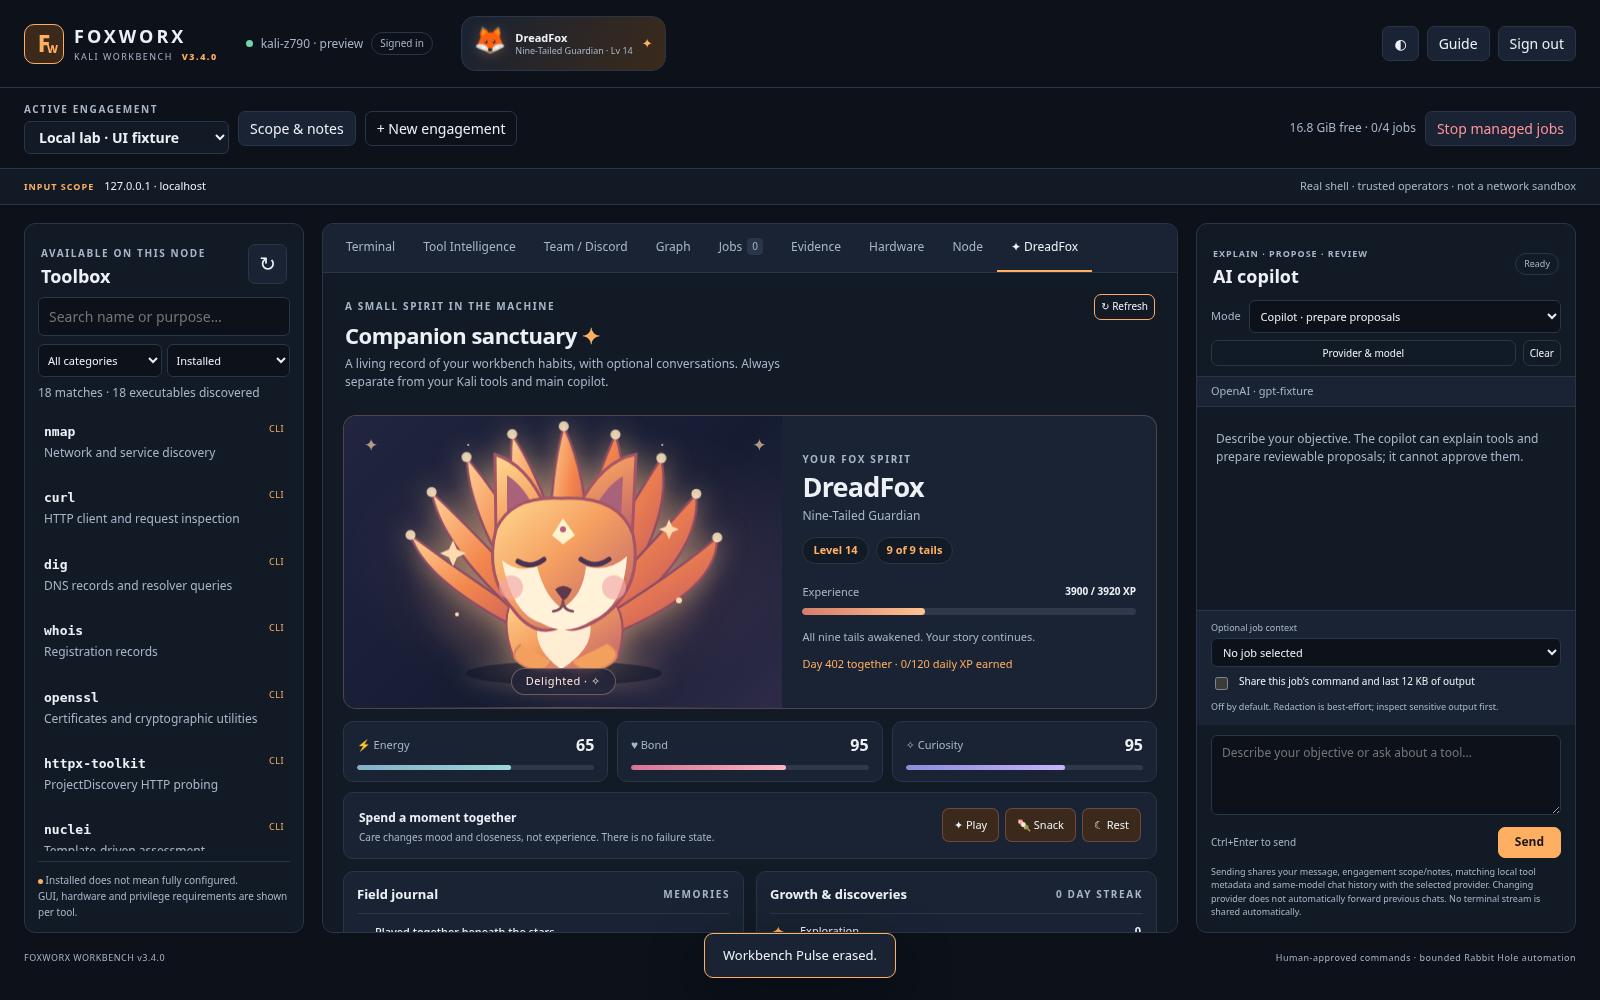 FW
FOXWORX
KALI WORKBENCH V3.4.0
kali-z790 · preview
Signed in
DreadFox
Nine-Tailed Guardian · Lv 14
Guide
Sign out
ACTIVE ENGAGEMENT
Local lab · UI fixture
Scope & notes
+ New engagement
16.8 GiB free · 0/4 jobs
Stop managed jobs
INPUT SCOPE 127.0.0.1 · localhost
Real shell · trusted operators · not a network sandbox
AVAILABLE ON THIS NODE
Toolbox
Search name or purpose...
All categories
Installed
18 matches · 18 executables discovered
nmap CLI
Network and service discovery
curl CLI
HTTP client and request inspection
dig CLI
DNS records and resolver queries
whois CLI
Registration records
openssl CLI
Certificates and cryptographic utilities
httpx-toolkit CLI
ProjectDiscovery HTTP probing
nuclei CLI
Template-driven assessment
Installed does not mean fully configured.
GUI, hardware and privilege requirements are shown
per tool.
Terminal
Tool Intelligence
Team / Discord
Graph
Jobs 0
Evidence
Hardware
Node
✦ DreadFox
A SMALL SPIRIT IN THE MACHINE
Companion sanctuary ✦
A living record of your workbench habits, with optional conversations. Always
separate from your Kali tools and main copilot.
↻ Refresh
Delighted · ✧
YOUR FOX SPIRIT
DreadFox
Nine-Tailed Guardian
Level 14
9 of 9 tails
Experience 3900 / 3920 XP
All nine tails awakened. Your story continues.
Day 402 together · 0/120 daily XP earned
⚡ Energy 65
♥ Bond 95
✧ Curiosity 95
Spend a moment together
Care changes mood and closeness, not experience. There is no failure state.
✦ Play
🍡 Snack
☾ Rest
Field journal MEMORIES
Played together beneath the stars
Growth & discoveries 0 DAY STREAK
Exploration 0
EXPLAIN · PROPOSE · REVIEW
AI copilot
Ready
Mode
Copilot · prepare proposals
Provider & model
Clear
OpenAI · gpt-fixture
Describe your objective. The copilot can explain tools and
prepare reviewable proposals; it cannot approve them.
Optional job context
No job selected
Share this job's command and last 12 KB of output
Off by default. Redaction is best-effort; inspect sensitive output first.
Describe your objective or ask about a tool...
Ctrl+Enter to send
Send
Sending shares your message, engagement scope/notes, matching local tool
metadata and same-model chat history with the selected provider. Changing
provider does not automatically forward previous chats. No terminal stream is
shared automatically.
Workbench Pulse erased.
FOXWORX WORKBENCH v3.4.0
Human-approved commands · bounded Rabbit Hole automation